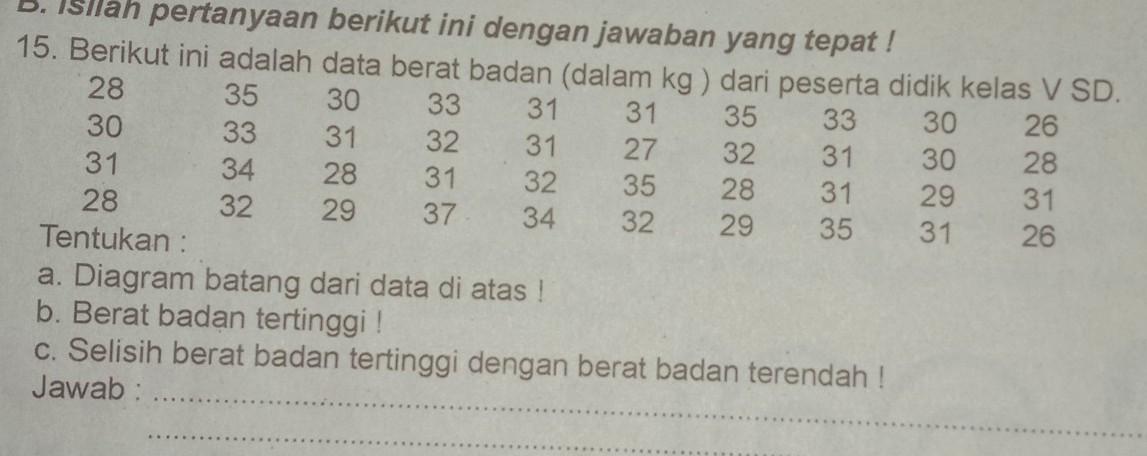 B. Isilah pertanyaan berikut ini dengan jawaban yang tepat !
15. Berikut ini adalah data berat badan (dalam kg ) dari peserta didik kelas V SD.
28 35 30 33 31 31 35 33 30 26
30 33 31 32 31 27 32 31 30 28
31 34 28 31 32 35 28 31 29 31
28 32 29 37 34 32 29 35 31 26
Tentukan :
a. Diagram batang dari data di atas !
b. Berat badan tertinggi !
c. Selisih berat badan tertinggi dengan berat badan terendah !
Jawab :